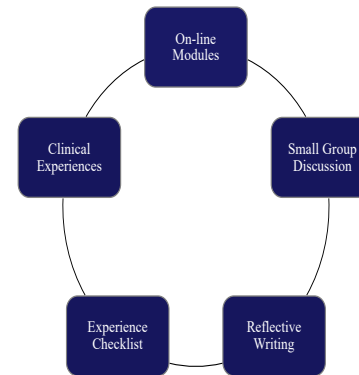 On-line
Modules
Small Group
Discussion
Reflective
Writing
Experience
Checklist
Clinical
Experiences